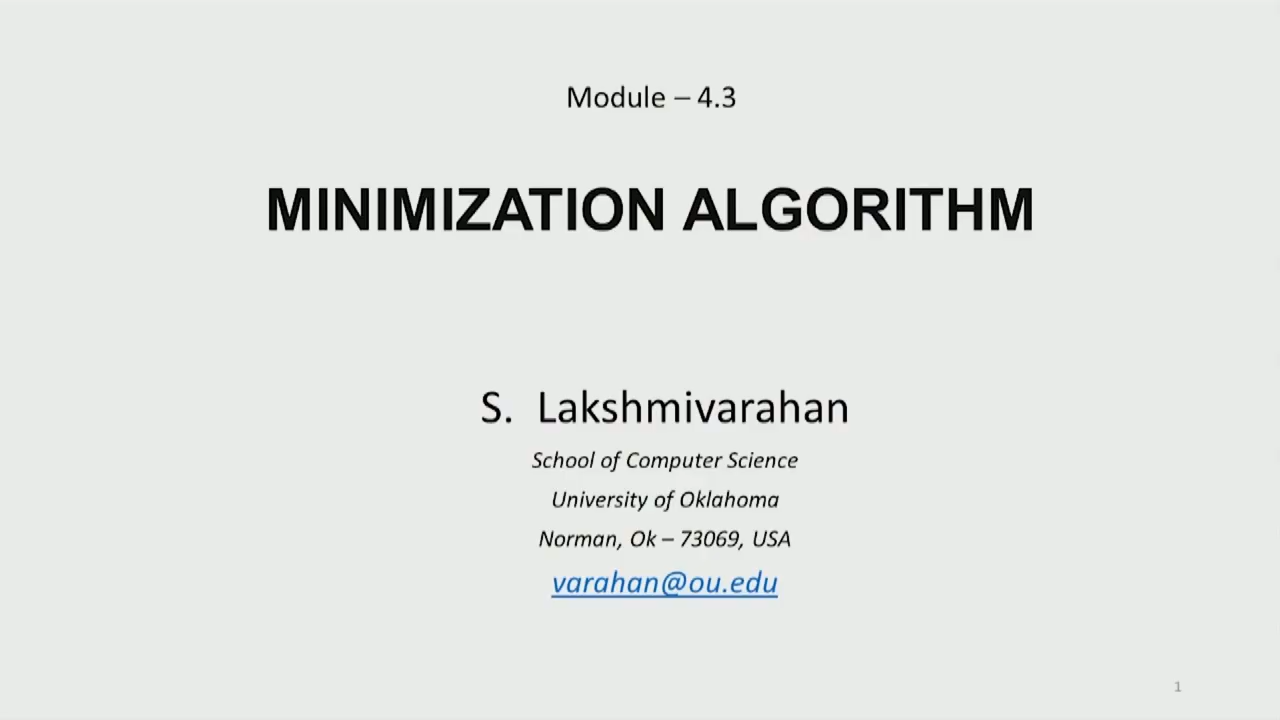 Module – 4.3
MINIMIZATION ALGORITHM
S. Lakshmivarahan
School of Computer Science
University of Oklahoma
Norman, Ok – 73069, USA
varahan@ou.edu
1